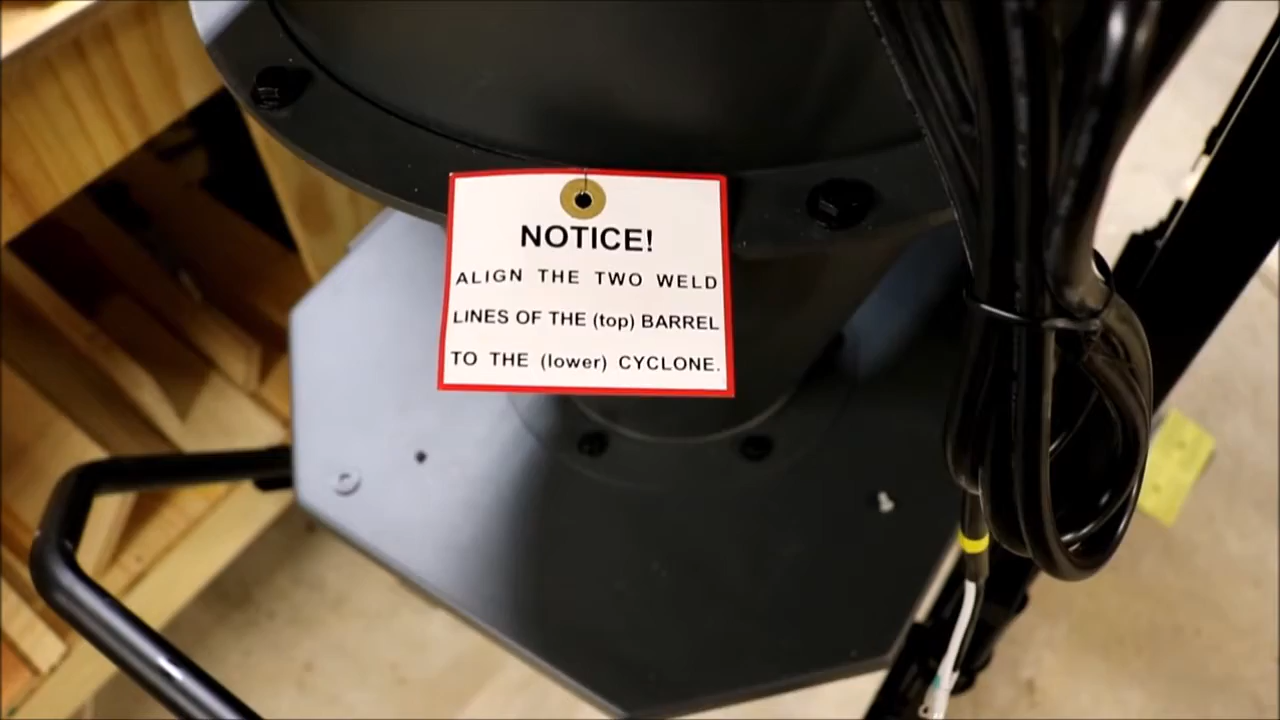 NOTICE!
ALIGN THE TWO WELD
LINES OF THE (top) BARREL
TO THE (lower) CYCLONE.